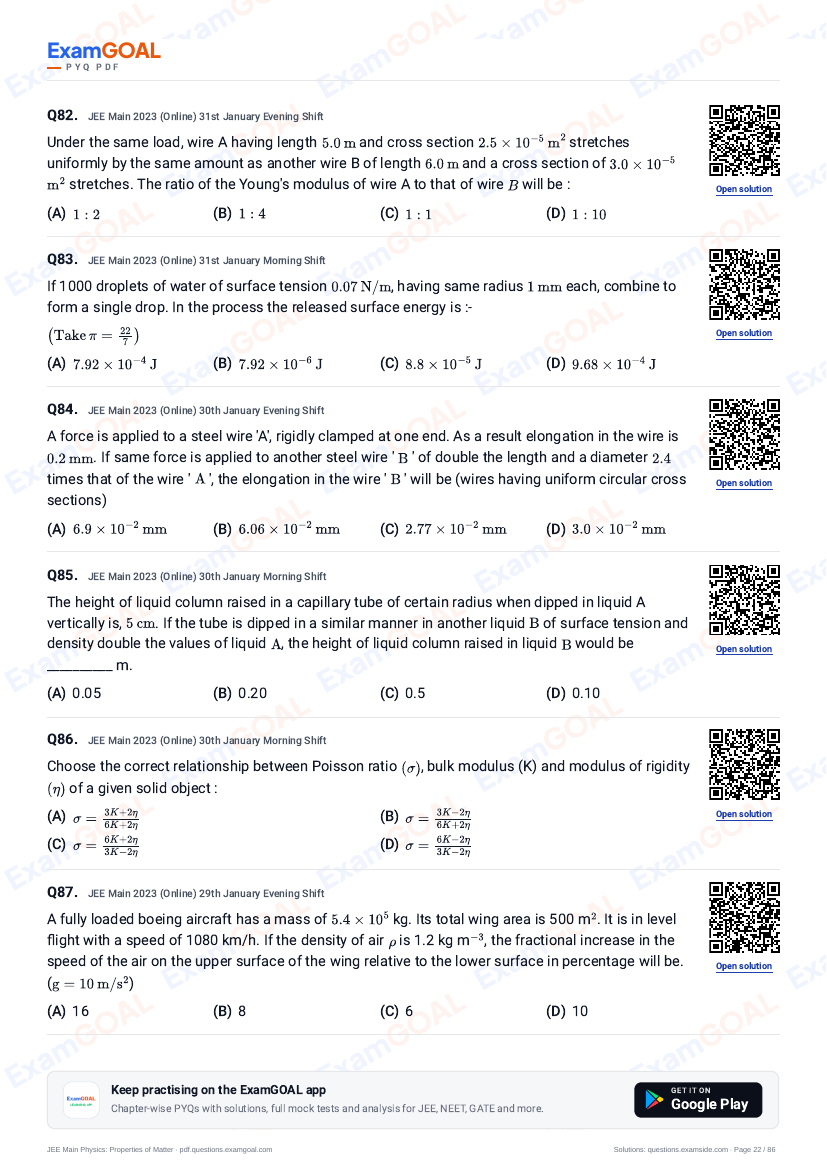 ExamGOAL
PYQ PDF
Q82. JEE Main 2023 (Online) 31st January Evening Shift
Under the same load, wire A having length 5.0 m and cross section 2.5 × 10⁻⁵ m² stretches
uniformly by the same amount as another wire B of length 6.0 m and a cross section of 3.0 × 10⁻⁵
m² stretches. The ratio of the Young's modulus of wire A to that of wire B will be :
(A) 1 : 2 (B) 1 : 4 (C) 1 : 1 (D) 1 : 10
Open solution
Q83. JEE Main 2023 (Online) 31st January Morning Shift
If 1000 droplets of water of surface tension 0.07 N/m, having same radius 1 mm each, combine to
form a single drop. In the process the released surface energy is :-
(Take π = 22/7)
(A) 7.92 × 10⁻⁴ J (B) 7.92 × 10⁻⁶ J (C) 8.8 × 10⁻⁵ J (D) 9.68 × 10⁻⁴ J
Open solution
Q84. JEE Main 2023 (Online) 30th January Evening Shift
A force is applied to a steel wire 'A', rigidly clamped at one end. As a result elongation in the wire is
0.2 mm. If same force is applied to another steel wire ' B ' of double the length and a diameter 2.4
times that of the wire ' A ', the elongation in the wire ' B ' will be (wires having uniform circular cross
sections)
(A) 6.9 × 10⁻² mm (B) 6.06 × 10⁻² mm (C) 2.77 × 10⁻² mm (D) 3.0 × 10⁻² mm
Open solution
Q85. JEE Main 2023 (Online) 30th January Morning Shift
The height of liquid column raised in a capillary tube of certain radius when dipped in liquid A
vertically is, 5 cm. If the tube is dipped in a similar manner in another liquid B of surface tension and
density double the values of liquid A, the height of liquid column raised in liquid B would be
__________ m.
(A) 0.05 (B) 0.20 (C) 0.5 (D) 0.10
Open solution
Q86. JEE Main 2023 (Online) 30th January Morning Shift
Choose the correct relationship between Poisson ratio (σ), bulk modulus (K) and modulus of rigidity
(η) of a given solid object :
(A) σ = (3K+2η)/(6K+2η) (B) σ = (3K−2η)/(6K+2η)
(C) σ = (6K+2η)/(3K−2η) (D) σ = (6K−2η)/(3K−2η)
Open solution
Q87. JEE Main 2023 (Online) 29th January Evening Shift
A fully loaded boeing aircraft has a mass of 5.4 × 10⁵ kg. Its total wing area is 500 m². It is in level
flight with a speed of 1080 km/h. If the density of air ρ is 1.2 kg m⁻³, the fractional increase in the
speed of the air on the upper surface of the wing relative to the lower surface in percentage will be.
(g = 10 m/s²)
(A) 16 (B) 8 (C) 6 (D) 10
Open solution
ExamGOAL
Keep practising on the ExamGOAL app
Chapter-wise PYQs with solutions, full mock tests and analysis for JEE, NEET, GATE and more.
GET IT ON
Google Play
JEE Main Physics: Properties of Matter · pdf.questions.examgoal.com
Solutions: questions.examside.com · Page 22 / 86